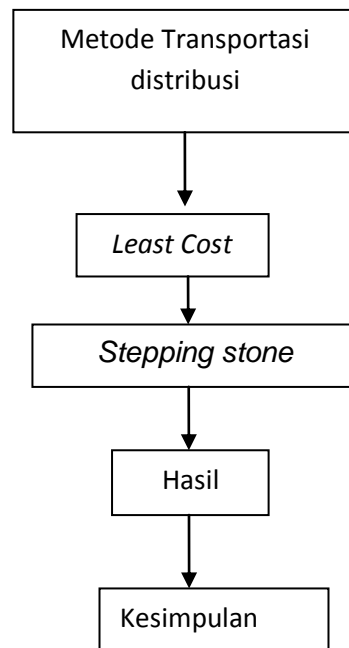 Metode Transportasi
distribusi
Least Cost
Stepping stone
Hasil
Kesimpulan